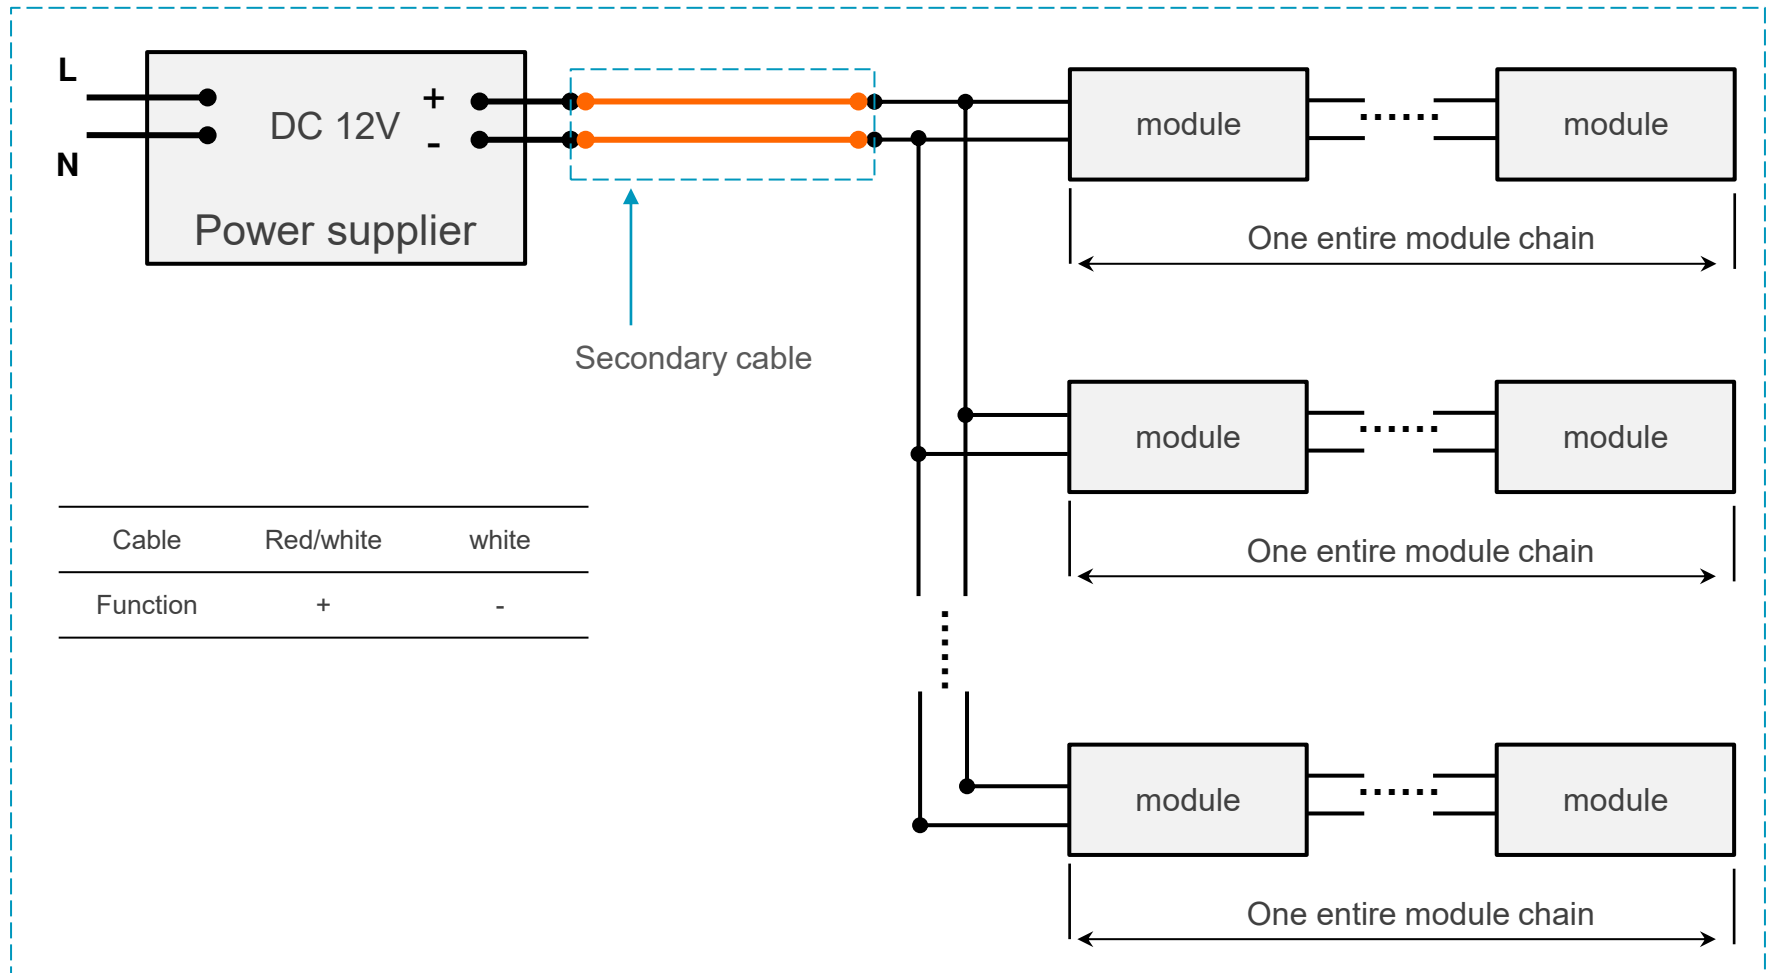 L
N
DC 12V
+
-
Power supplier
Secondary cable
module
module
One entire module chain
module
module
One entire module chain
Cable Red/white white
Function + -
module
module
One entire module chain